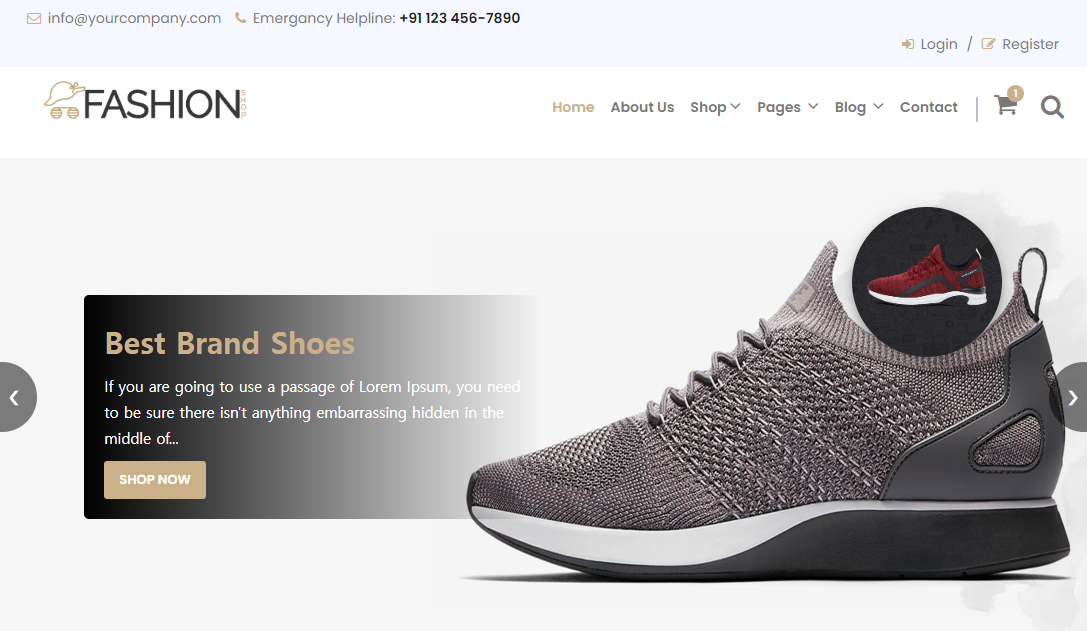 info@yourcompany.com Emergancy Helpline: +91 123 456-7890
Login / Register
FASHION SHOP
Home About Us Shop Pages Blog Contact 1
Best Brand Shoes
If you are going to use a passage of Lorem Ipsum, you need
to be sure there isn't anything embarrassing hidden in the
middle of...
SHOP NOW